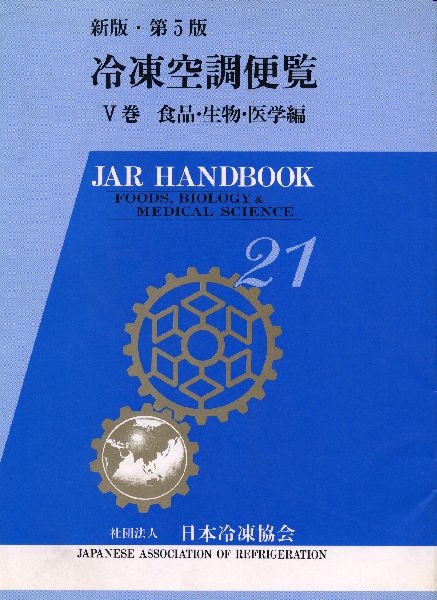 新版・第5版
冷凍空調便覧
V巻 食品・生物・医学編
JAR HANDBOOK
FOODS, BIOLOGY &
MEDICAL SCIENCE
21
社団法人 日本冷凍協会
JAPANESE ASSOCIATION OF REFRIGERATION